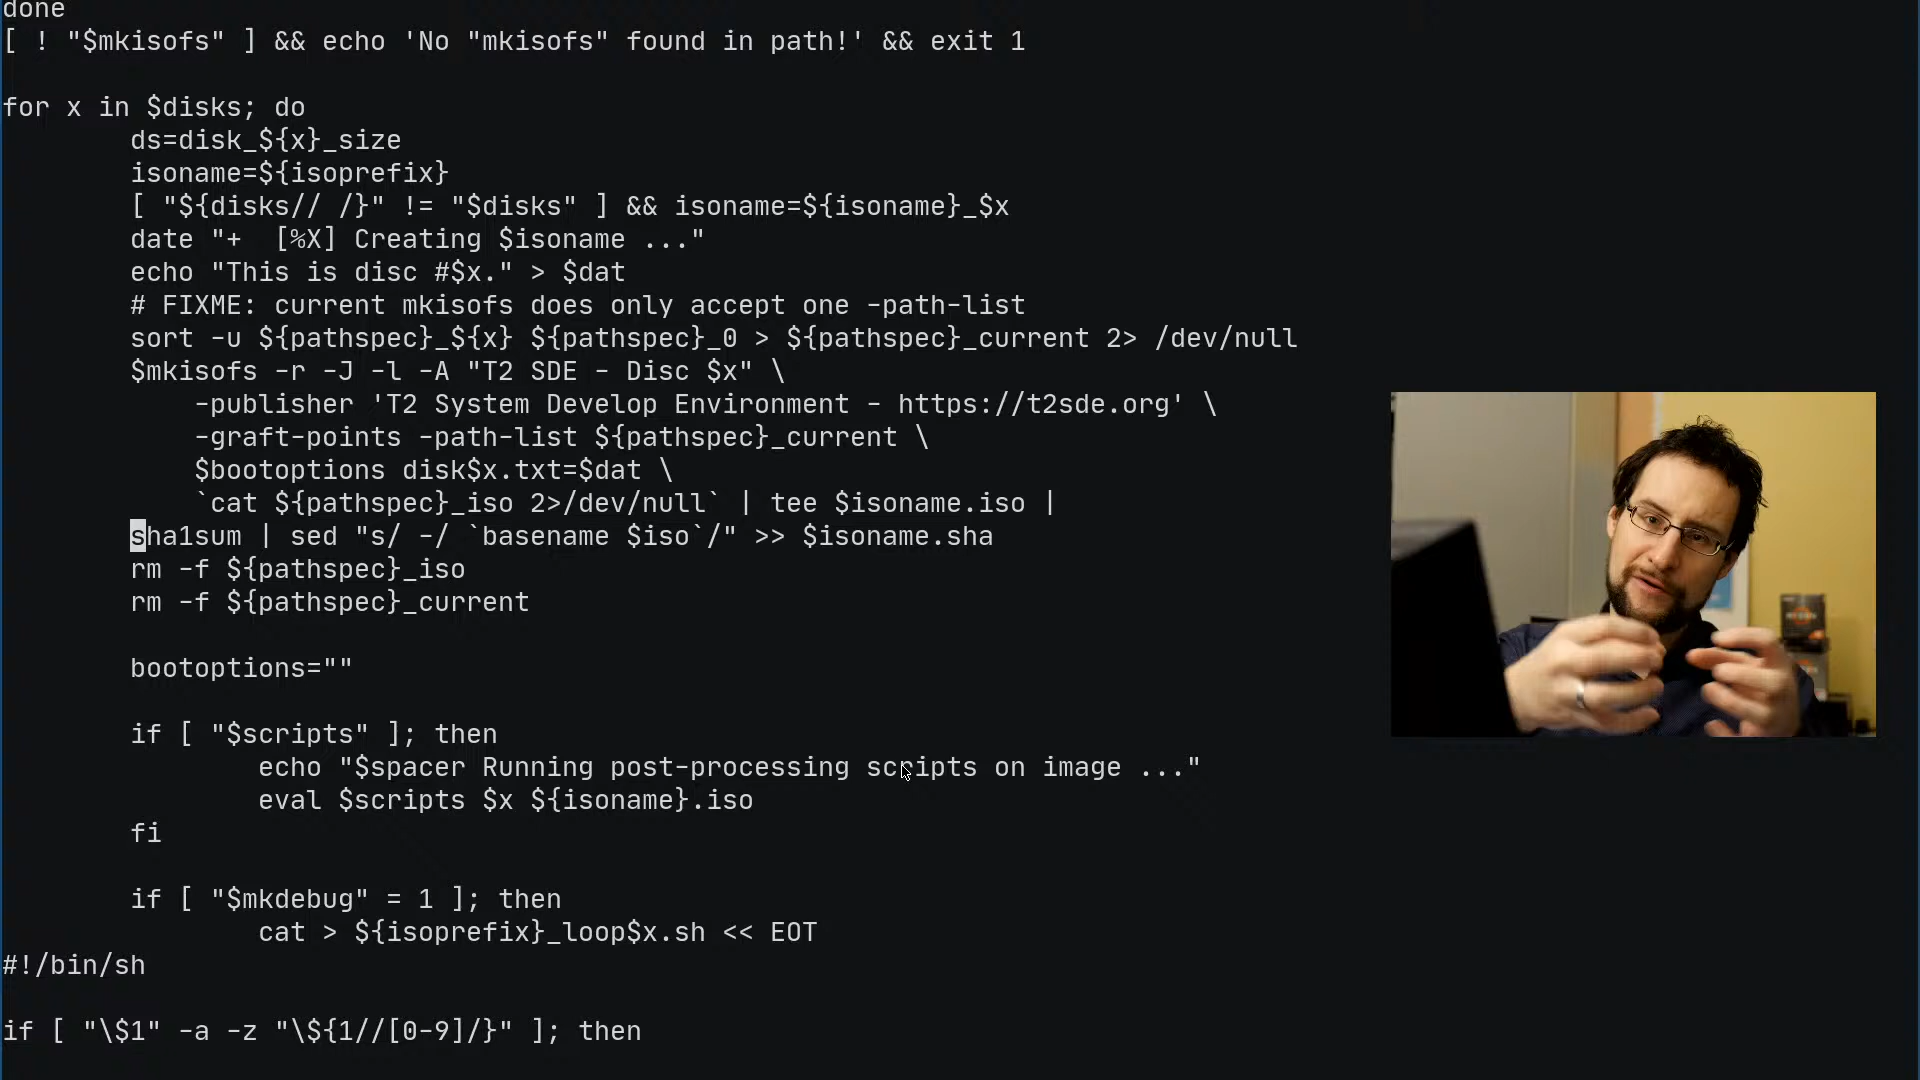 done
[ ! "$mkisofs" ] && echo 'No "mkisofs" found in path!' && exit 1
for x in $disks; do
ds=disk_${x}_size
isoname=${isoprefix}
[ "${disks// /}" != "$disks" ] && isoname=${isoname}_$x
date "+  [%X] Creating $isoname ..."
echo "This is disc #$x." > $dat
# FIXME: current mkisofs does only accept one -path-list
sort -u ${pathspec}_${x} ${pathspec}_0 > ${pathspec}_current 2> /dev/null
$mkisofs -r -J -l -A "T2 SDE - Disc $x" \
-publisher 'T2 System Develop Environment - https://t2sde.org' \
-graft-points -path-list ${pathspec}_current \
$bootoptions disk$x.txt=$dat \
`cat ${pathspec}_iso 2>/dev/null` | tee $isoname.iso |
sha1sum | sed "s/ -/ `basename $iso`/" >> $isoname.sha
rm -f ${pathspec}_iso
rm -f ${pathspec}_current
bootoptions=""
if [ "$scripts" ]; then
echo "$spacer Running post-processing scripts on image ..."
eval $scripts $x ${isoname}.iso
fi
if [ "$mkdebug" = 1 ]; then
cat > ${isoprefix}_loop$x.sh << EOT
#!/bin/sh
if [ "\$1" -a -z "\${1//[0-9]/}" ]; then